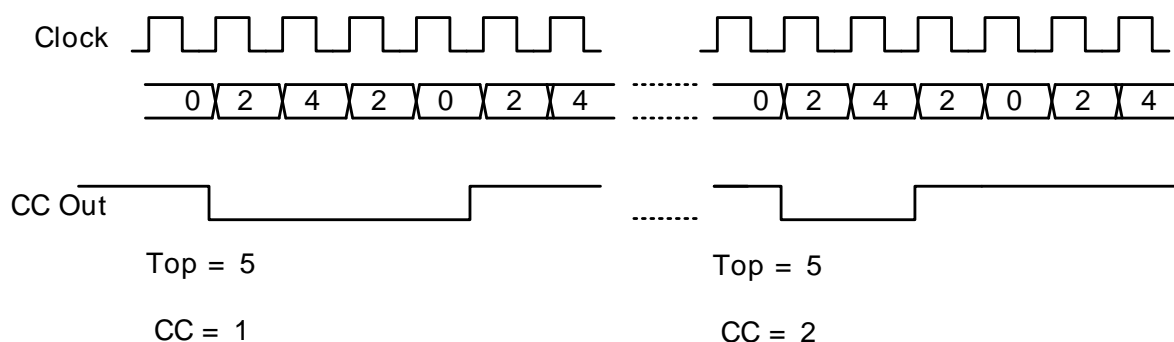 Clock
0 2 4 2 0 2 4 0 2 4 2 0 2 4
CC Out
Top = 5 Top = 5
CC = 1 CC = 2